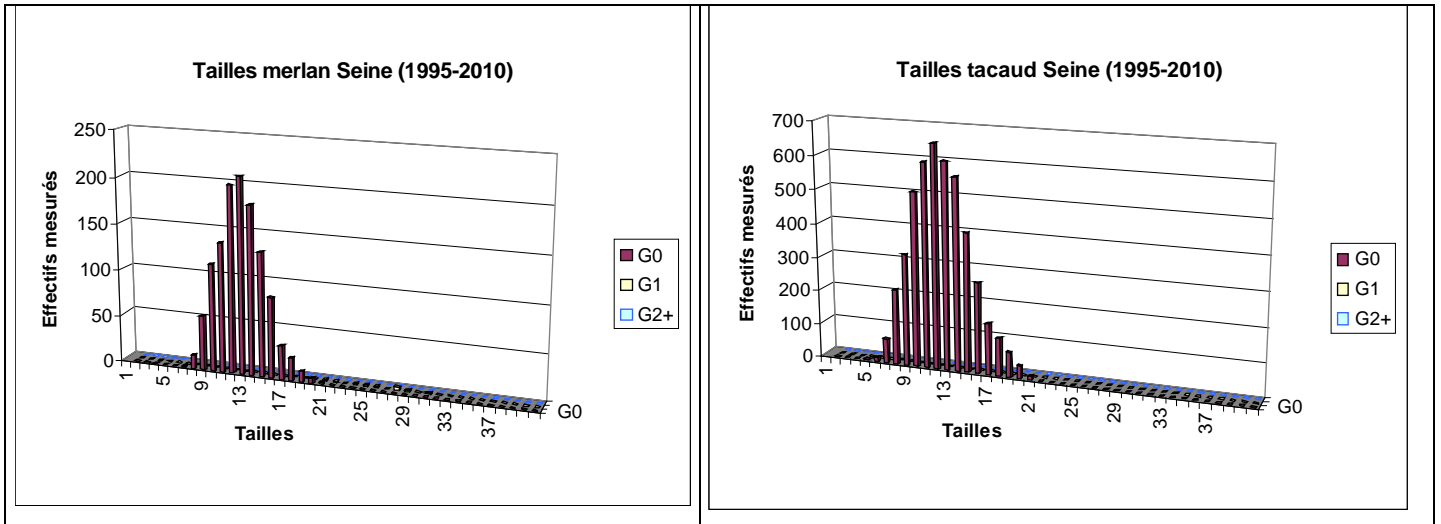 Tailles merlan Seine (1995-2010)
Effectifs mesurés
250
200
150
100
50
0
1
5
9
13
17
21
25
29
33
37
G0
Tailles
G0
G1
G2+
Tailles tacaud Seine (1995-2010)
Effectifs mesurés
700
600
500
400
300
200
100
0
1
5
9
13
17
21
25
29
33
37
G0
Tailles
G0
G1
G2+